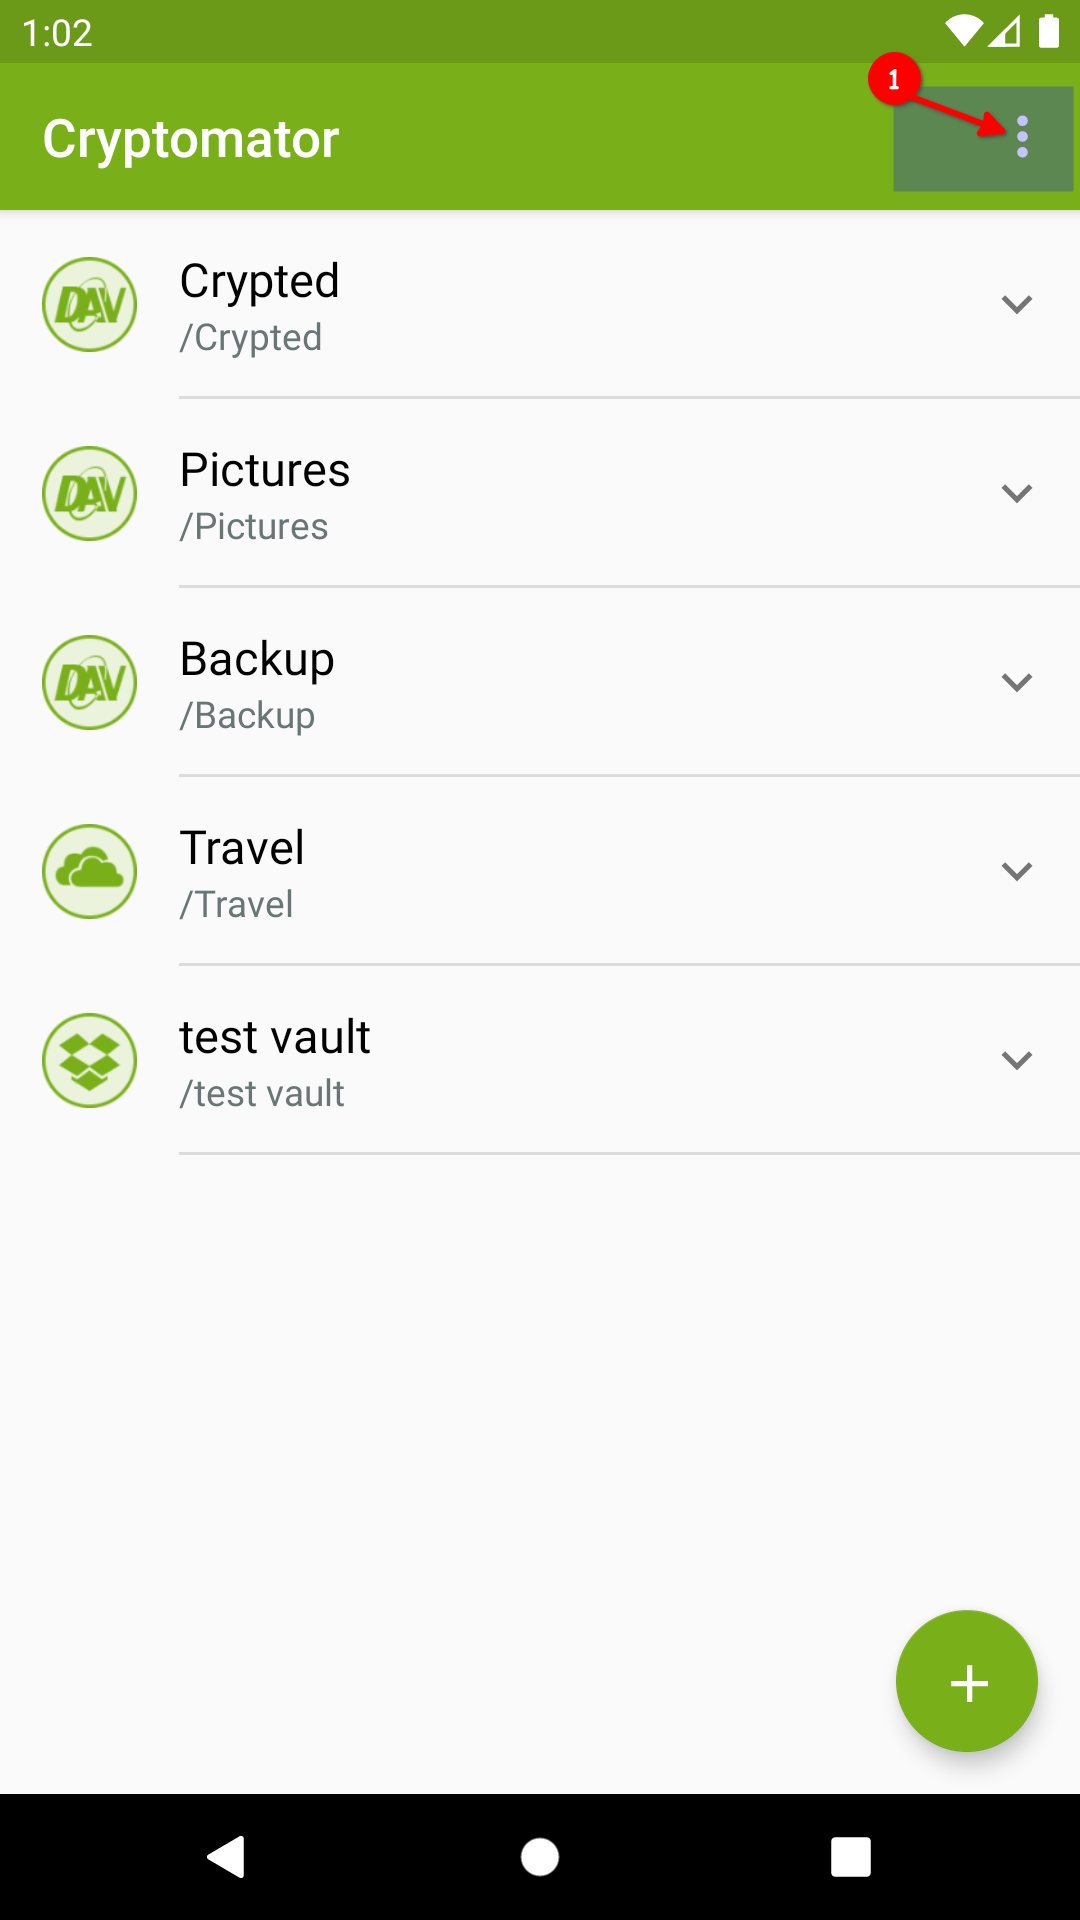 1:02
1
Cryptomator
DAV
Crypted
/Crypted
DAV
Pictures
/Pictures
DAV
Backup
/Backup
Travel
/Travel
test vault
/test vault